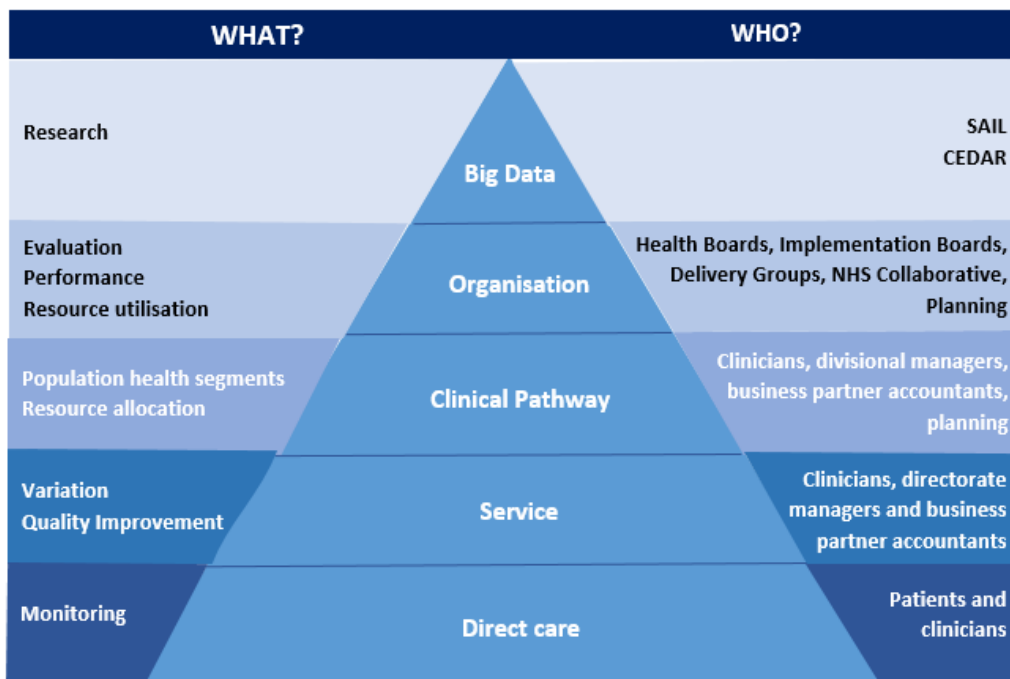 WHAT?
WHO?
Research
Big Data
SAIL
CEDAR
Evaluation
Performance
Resource utilisation
Organisation
Health Boards, Implementation Boards,
Delivery Groups, NHS Collaborative,
Planning
Population health segments
Resource allocation
Clinical Pathway
Clinicians, divisional managers,
business partner accountants,
planning
Variation
Quality Improvement
Service
Clinicians, directorate
managers and business
partner accountants
Monitoring
Direct care
Patients and
clinicians